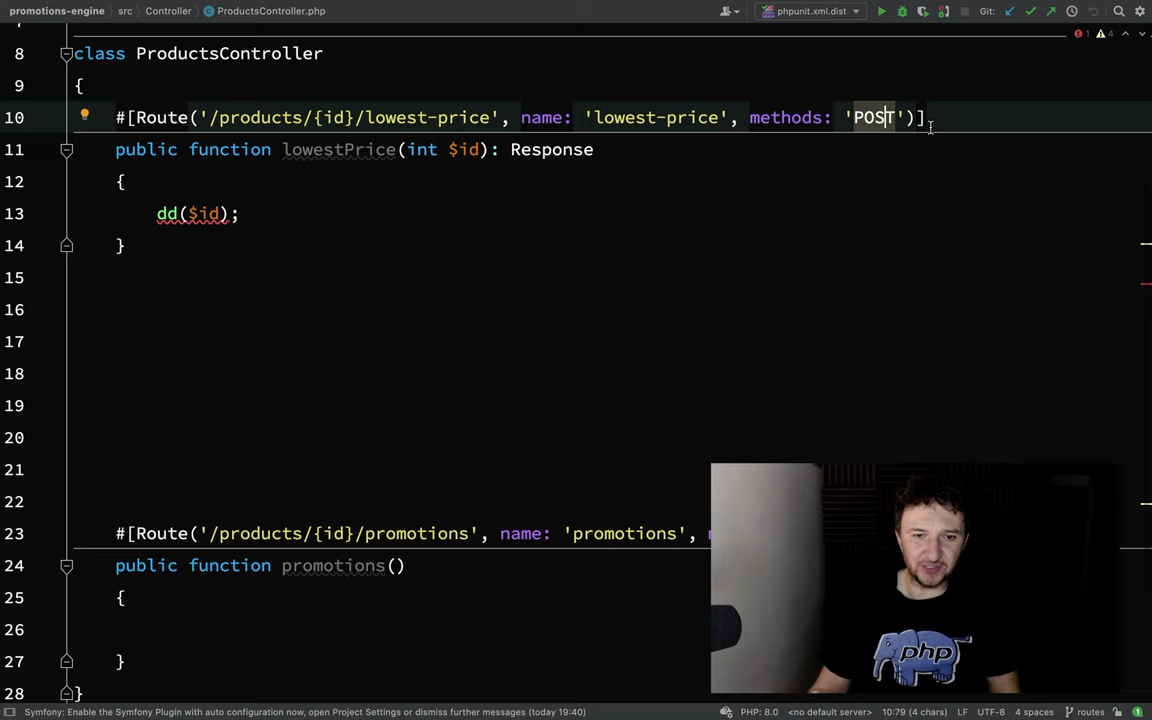 promotions-engine src Controller ProductsController.php phpunit.xml.dist Git:
1 4
8 class ProductsController
9 {
10 #[Route('/products/{id}/lowest-price', name: 'lowest-price', methods: 'POST')]
11 public function lowestPrice(int $id): Response
12 {
13 dd($id);
14 }
15
16
17
18
19
20
21
22
23 #[Route('/products/{id}/promotions', name: 'promotions',
24 public function promotions()
25 {
26
27 }
28 }
php
Symfony: Enable the Symfony Plugin with auto configuration now, open Project Settings or dismiss further messages (today 19:40) PHP: 8.0 <no default server> 10:79 (4 chars) LF UTF-8 4 spaces routes 1